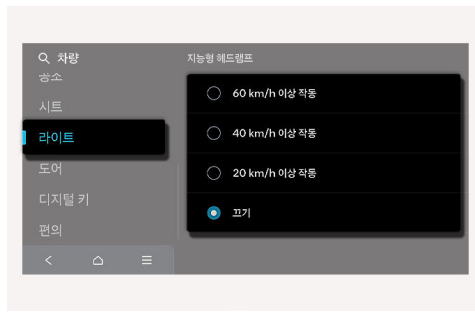 차량
공조
시트
라이트
도어
디지털 키
편의
지능형 헤드램프
60 km/h 이상 작동
40 km/h 이상 작동
20 km/h 이상 작동
끄기